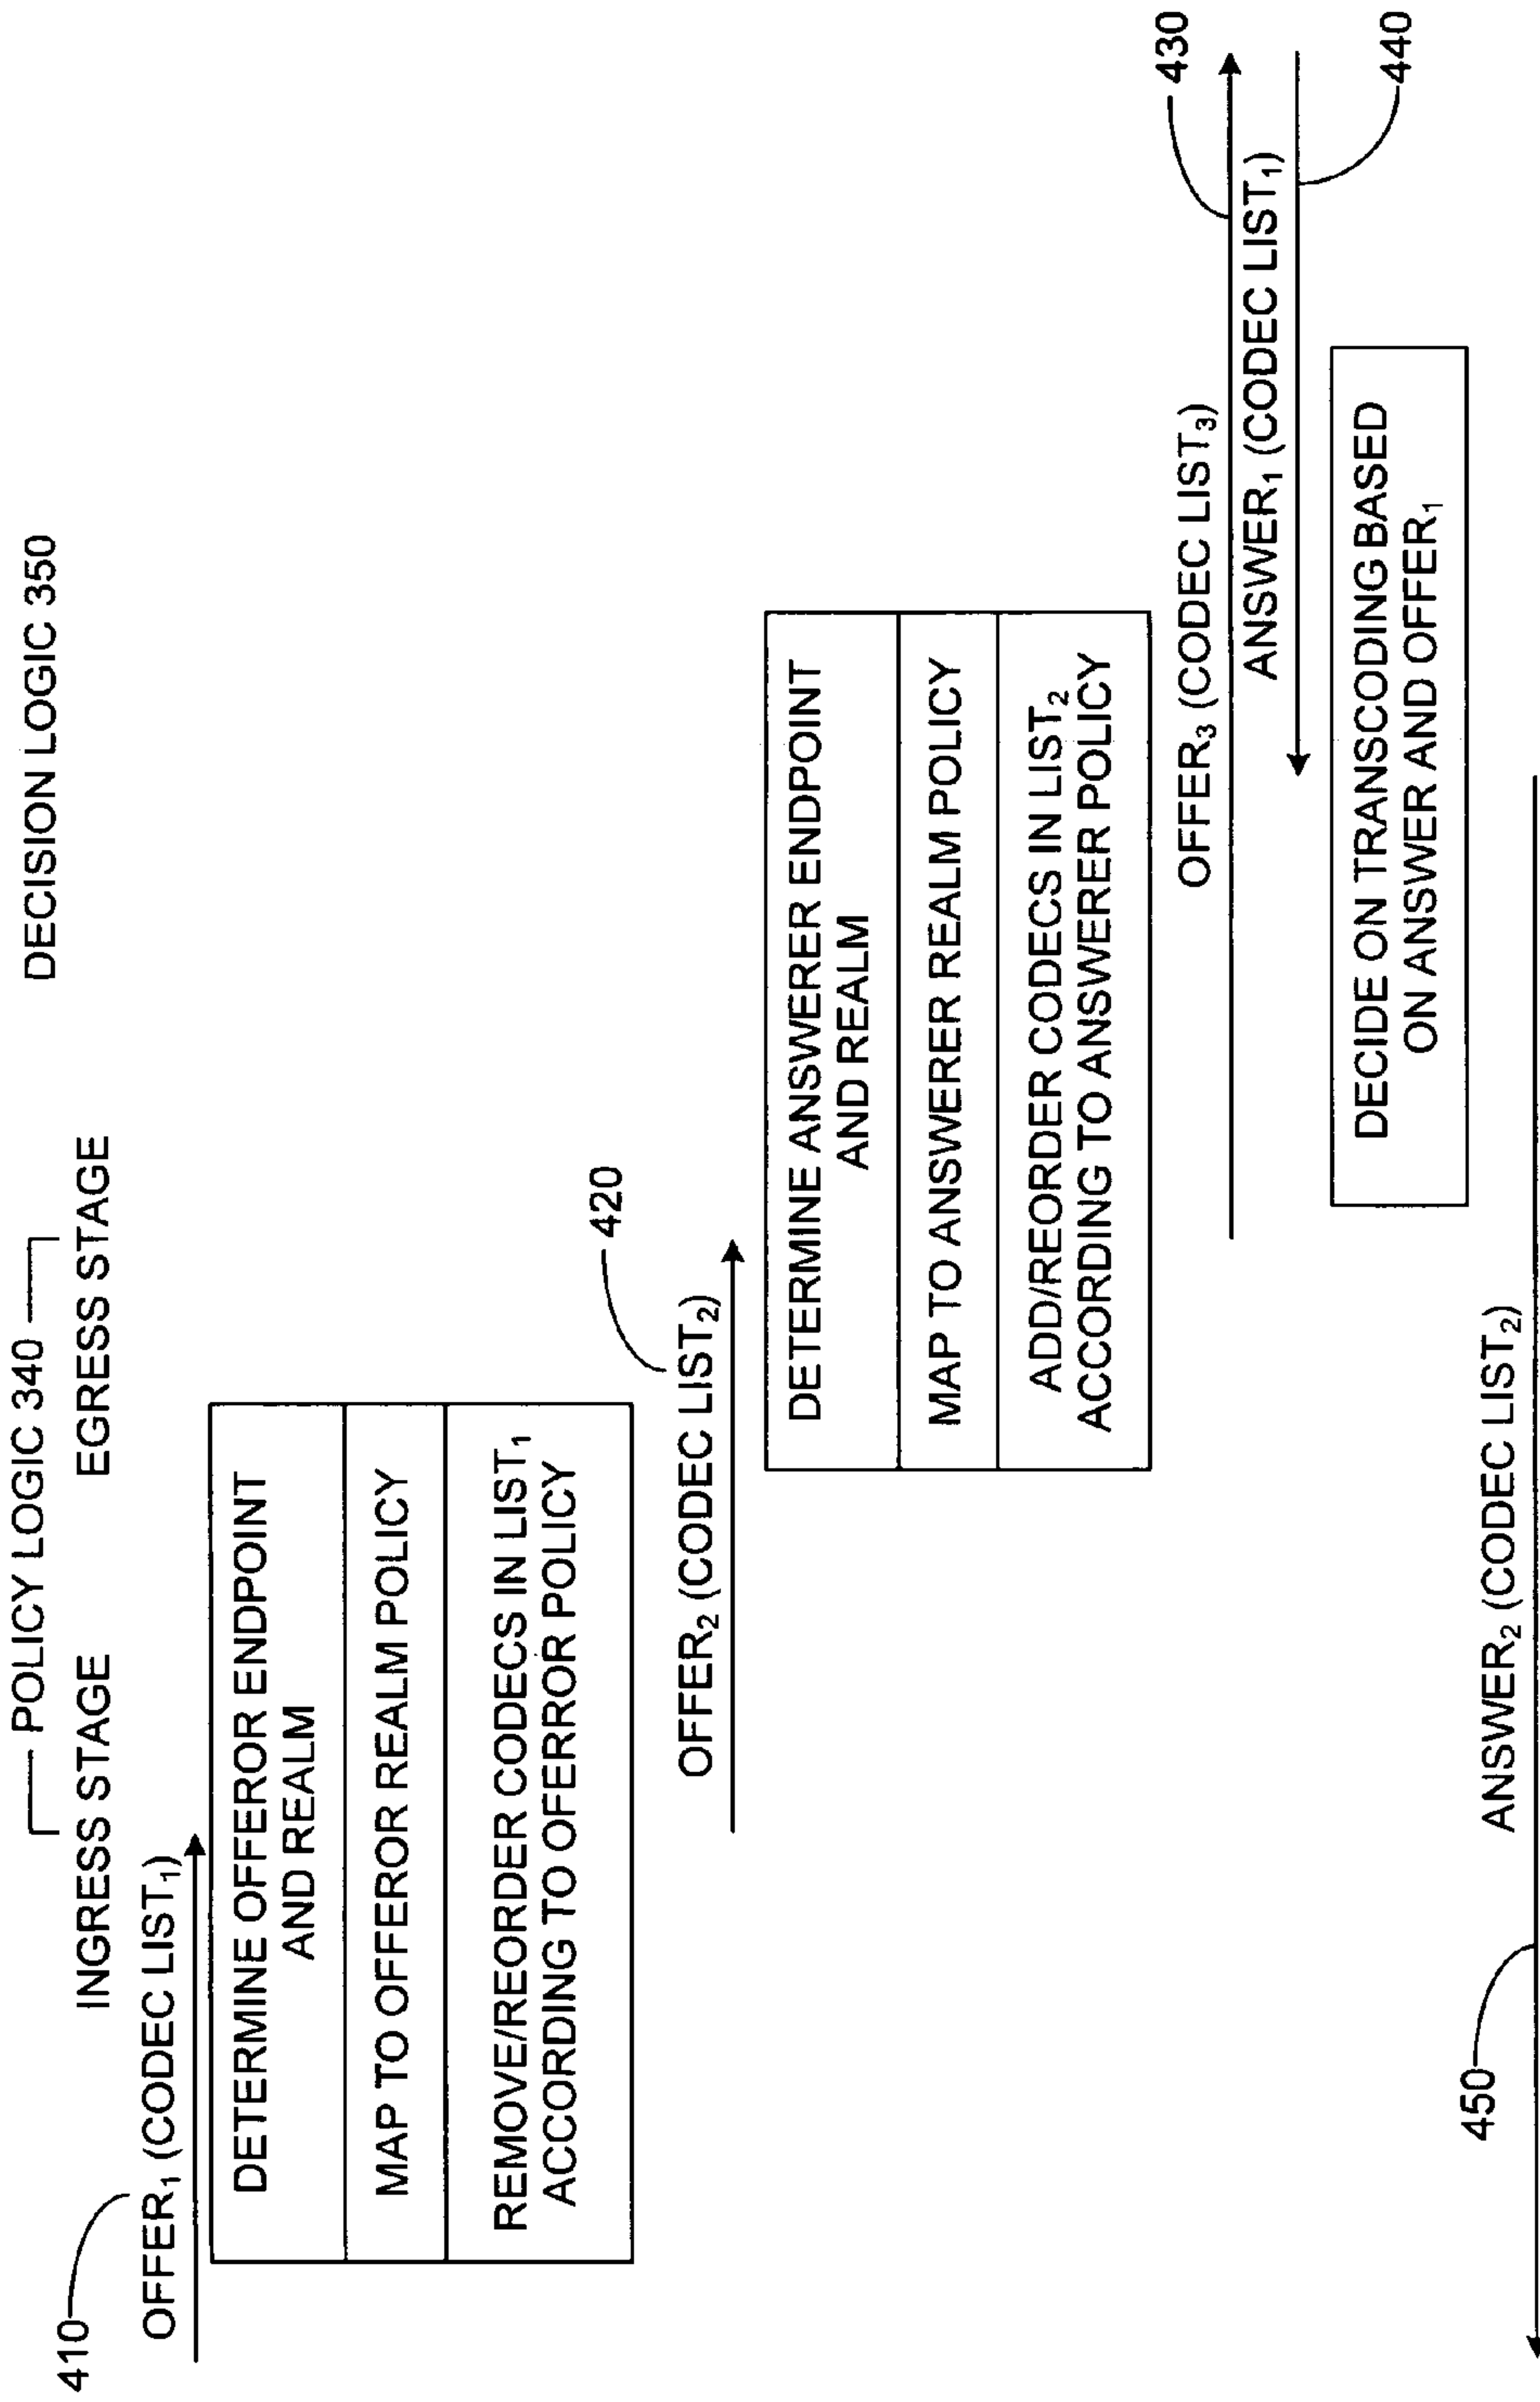 POLICY LOGIC 340
DECISION LOGIC 350
INGRESS STAGE
EGRESS STAGE
410
OFFER₁ (CODEC LIST₁)
DETERMINE OFFEROR ENDPOINT
AND REALM
MAP TO OFFEROR REALM POLICY
REMOVE/REORDER CODECS IN LIST₁
ACCORDING TO OFERROR POLICY
420
OFFER₂ (CODEC LIST₂)
DETERMINE ANSWERER ENDPOINT
AND REALM
MAP TO ANSWERER REALM POLICY
ADD/REORDER CODECS IN LIST₂
ACCORDING TO ANSWERER POLICY
430
OFFER₃ (CODEC LIST₃)
ANSWER₁ (CODEC LIST₁)
440
DECIDE ON TRANSCODING BASED
ON ANSWER AND OFFER₁
450
ANSWER₂ (CODEC LIST₂)